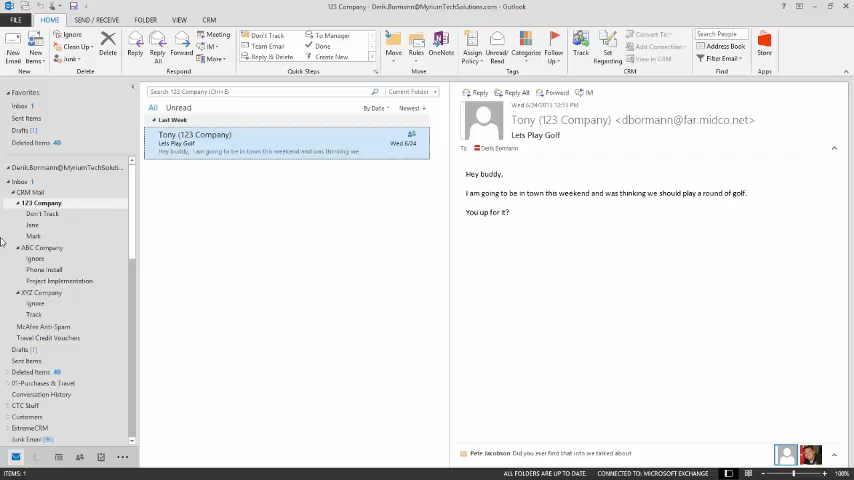 123 Company - Derik.Bormann@MyriumTechSolutions.com - Outlook
FILE HOME SEND / RECEIVE FOLDER VIEW CRM
New Email
New Items
New
Ignore
Clean Up
Junk
Delete
Delete
Reply
Reply All
Forward
Meeting
IM
More
Respond
Don't Track
Team Email
Reply & Delete
To Manager
Done
Create New
Quick Steps
Move
Rules
OneNote
Move
Assign Policy
Unread/ Read
Categorize
Follow Up
Tags
Track
Set Regarding
Convert To
Add Connection
View in CRM
CRM
Search People
Address Book
Filter Email
Find
Store
Apps
Favorites
Inbox 1
Sent Items
Drafts [1]
Deleted Items 40
Derik.Bormann@MyriumTechSolutions...
Inbox 1
CRM Mail
123 Company
Don't Track
Jane
Mark
ABC Company
Ignore
Phone Install
Project Implementation
XYZ Company
Ignore
Track
McAfee Anti-Spam
Travel Credit Vouchers
Drafts [1]
Sent Items
Deleted Items 40
01-Purchases & Travel
Conversation History
CTC Stuff
Customers
ExtremeCRM
Junk Email [96]
Search 123 Company (Ctrl+E)
Current Folder
All Unread
By Date Newest
Last Week
Tony (123 Company)
Lets Play Golf
Wed 6/24
Hey buddy, I am going to be in town this weekend and was thinking we
Reply Reply All Forward IM
Wed 6/24/2015 12:55 PM
Tony (123 Company) <dbormann@far.midco.net>
Lets Play Golf
To Derik Bormann
Hey buddy,
I am going to be in town this weekend and was thinking we should play a round of golf.
You up for it?
Pete Jacobson Did you ever find that info we talked about
ITEMS: 1
ALL FOLDERS ARE UP TO DATE.
CONNECTED TO: MICROSOFT EXCHANGE
100%